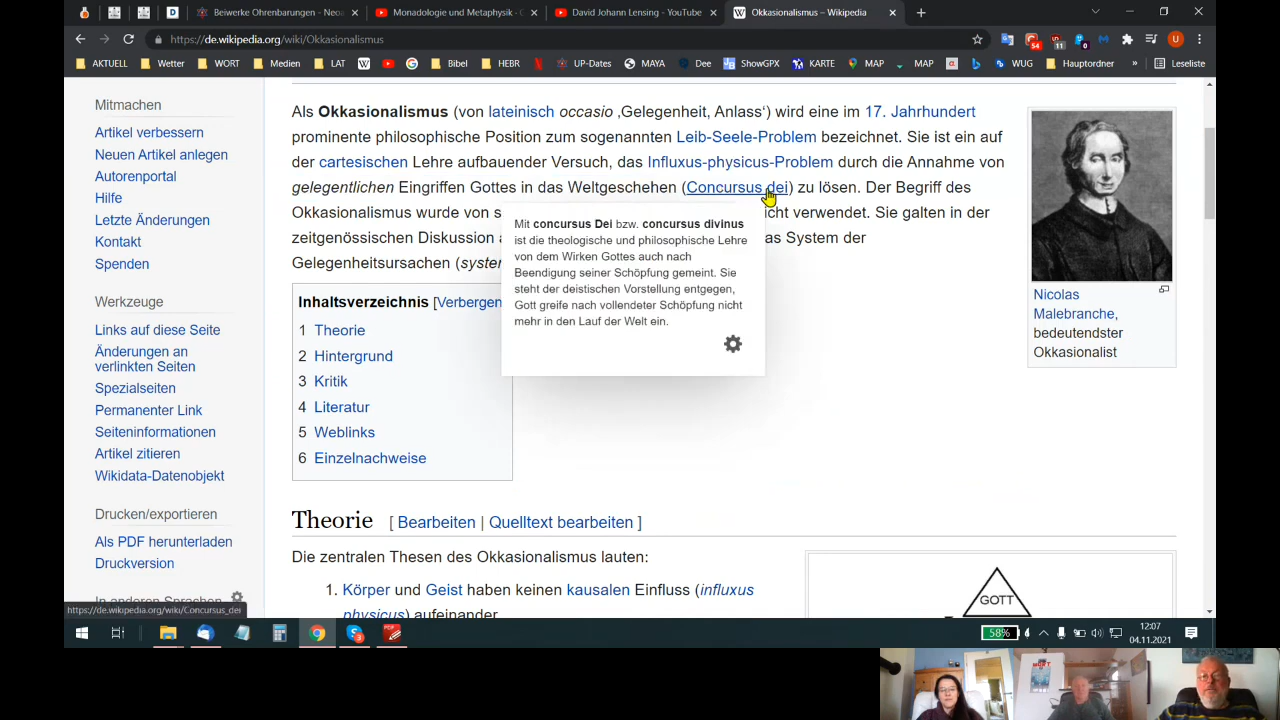 Beiwerke Ohrenbarungen - Neoa
Monadologie und Metaphysik -
David Johann Lensing - YouTube
Okkasionalismus – Wikipedia
https://de.wikipedia.org/wiki/Okkasionalismus
54
11
0
U
AKTUELL
Wetter
WORT
Medien
LAT
Bibel
HEBR
UP-Dates
MAYA
Dee
ShowGPX
KARTE
MAP
MAP
WUG
Hauptordner
»
Leseliste
Mitmachen
Artikel verbessern
Neuen Artikel anlegen
Autorenportal
Hilfe
Letzte Änderungen
Kontakt
Spenden
Werkzeuge
Links auf diese Seite
Änderungen an
verlinkten Seiten
Spezialseiten
Permanenter Link
Seiteninformationen
Artikel zitieren
Wikidata-Datenobjekt
Drucken/exportieren
Als PDF herunterladen
Druckversion
In anderen Sprachen
https://de.wikipedia.org/wiki/Concursus_dei
Als Okkasionalismus (von lateinisch occasio ‚Gelegenheit, Anlass‘) wird eine im 17. Jahrhundert
prominente philosophische Position zum sogenannten Leib-Seele-Problem bezeichnet. Sie ist ein auf
der cartesischen Lehre aufbauender Versuch, das Influxus-physicus-Problem durch die Annahme von
gelegentlichen Eingriffen Gottes in das Weltgeschehen (Concursus dei) zu lösen. Der Begriff des
Okkasionalismus wurde von s icht verwendet. Sie galten in der
zeitgenössischen Diskussion a as System der
Gelegenheitsursachen (syste
Mit concursus Dei bzw. concursus divinus
ist die theologische und philosophische Lehre
von dem Wirken Gottes auch nach
Beendigung seiner Schöpfung gemeint. Sie
steht der deistischen Vorstellung entgegen,
Gott greife nach vollendeter Schöpfung nicht
mehr in den Lauf der Welt ein.
Inhaltsverzeichnis [Verbergen
1 Theorie
2 Hintergrund
3 Kritik
4 Literatur
5 Weblinks
6 Einzelnachweise
Nicolas
Malebranche,
bedeutendster
Okkasionalist
Theorie [ Bearbeiten | Quelltext bearbeiten ]
Die zentralen Thesen des Okkasionalismus lauten:
1. Körper und Geist haben keinen kausalen Einfluss (influxus
physicus) aufeinander
GOTT
58%
12:07
04.11.2021